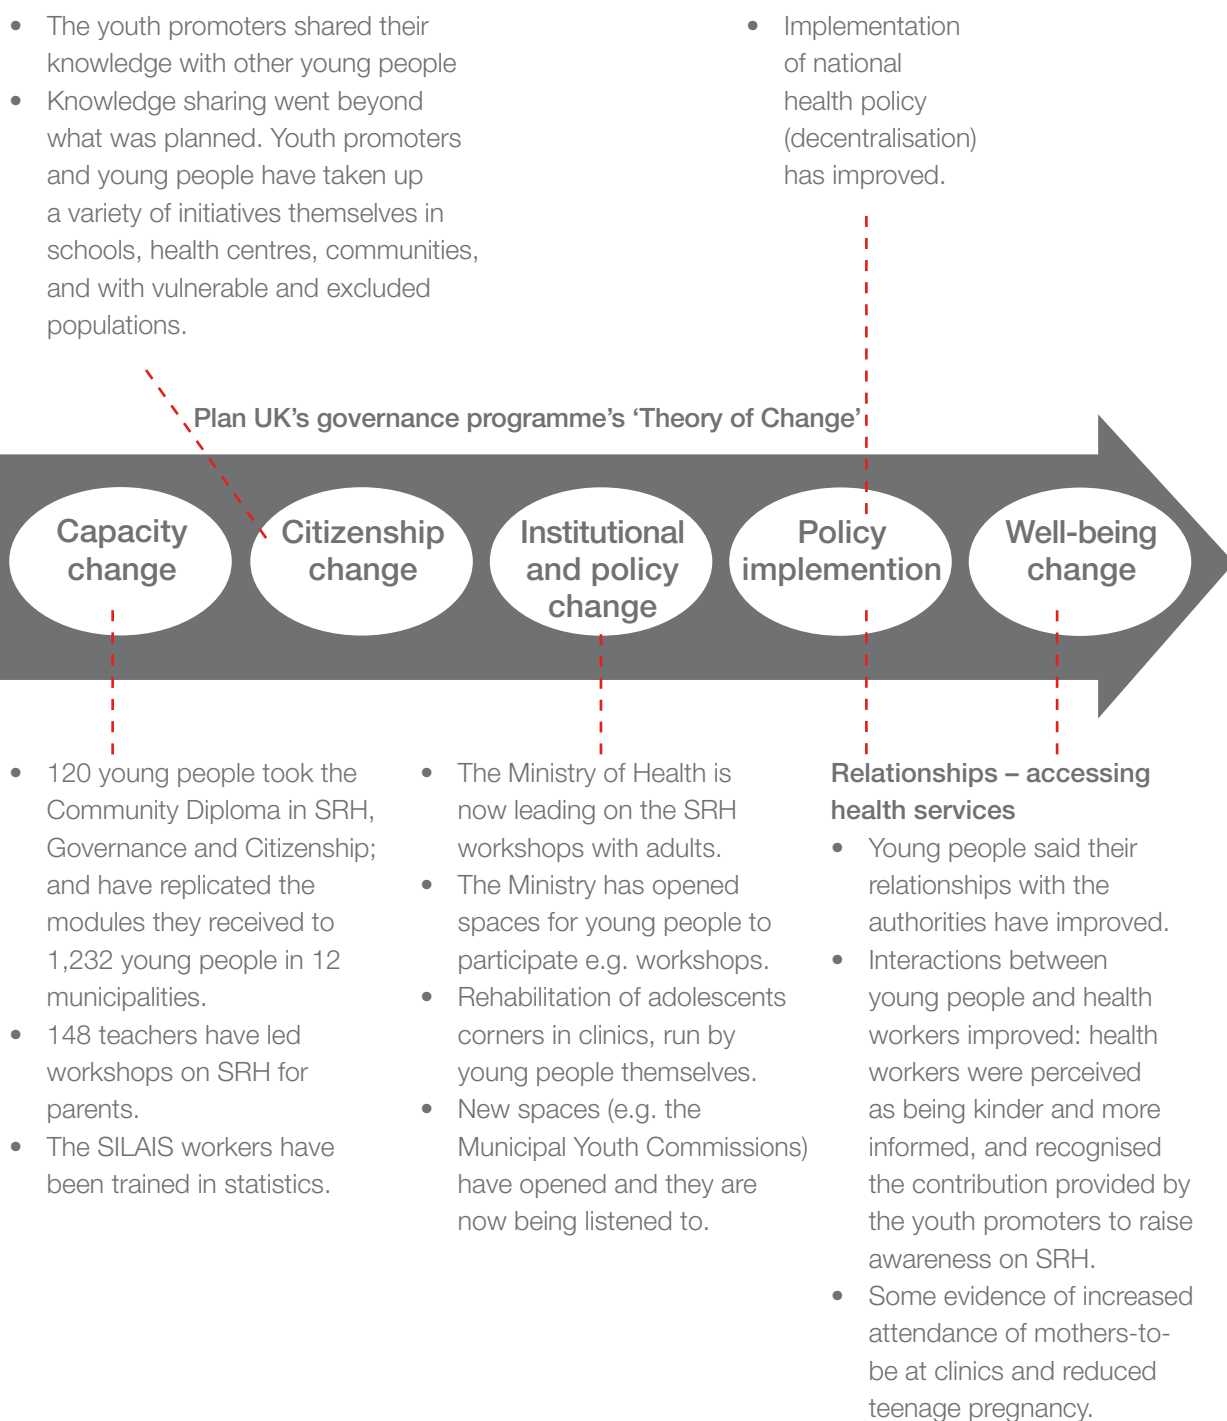 • The youth promoters shared their
knowledge with other young people
• Knowledge sharing went beyond
what was planned. Youth promoters
and young people have taken up
a variety of initiatives themselves in
schools, health centres, communities,
and with vulnerable and excluded
populations.
• Implementation
of national
health policy
(decentralisation)
has improved.
Plan UK’s governance programme’s ‘Theory of Change’
Capacity
change
Citizenship
change
Institutional
and policy
change
Policy
implemention
Well-being
change
• 120 young people took the
Community Diploma in SRH,
Governance and Citizenship;
and have replicated the
modules they received to
1,232 young people in 12
municipalities.
• 148 teachers have led
workshops on SRH for
parents.
• The SILAIS workers have
been trained in statistics.
• The Ministry of Health is
now leading on the SRH
workshops with adults.
• The Ministry has opened
spaces for young people to
participate e.g. workshops.
• Rehabilitation of adolescents
corners in clinics, run by
young people themselves.
• New spaces (e.g. the
Municipal Youth Commissions)
have opened and they are
now being listened to.
Relationships – accessing
health services
• Young people said their
relationships with the
authorities have improved.
• Interactions between
young people and health
workers improved: health
workers were perceived
as being kinder and more
informed, and recognised
the contribution provided by
the youth promoters to raise
awareness on SRH.
• Some evidence of increased
attendance of mothers-to-
be at clinics and reduced
teenage pregnancy.